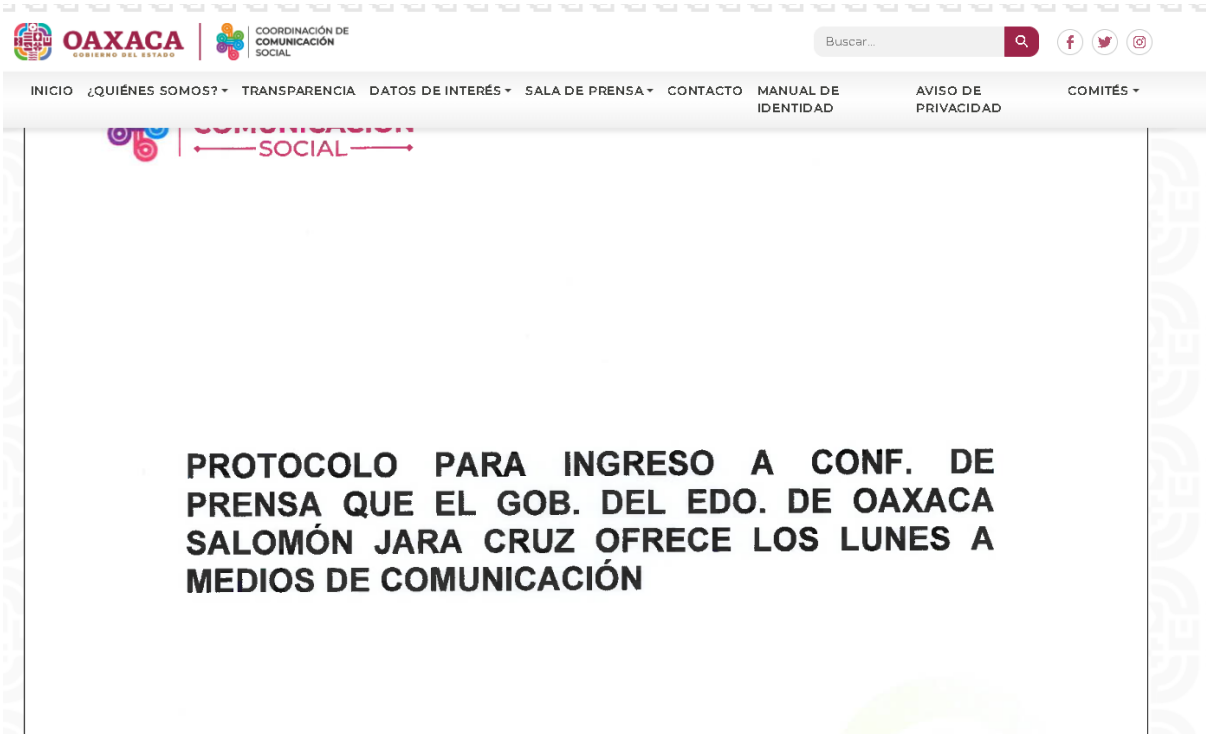 OAXACA
GOBIERNO DEL ESTADO
COORDINACIÓN DE
COMUNICACIÓN
SOCIAL
Buscar...
INICIO
¿QUIÉNES SOMOS?
TRANSPARENCIA
DATOS DE INTERÉS
SALA DE PRENSA
CONTACTO
MANUAL DE
IDENTIDAD
AVISO DE
PRIVACIDAD
COMITÉS
COMUNICACIÓN
SOCIAL
PROTOCOLO PARA INGRESO A CONF. DE
PRENSA QUE EL GOB. DEL EDO. DE OAXACA
SALOMÓN JARA CRUZ OFRECE LOS LUNES A
MEDIOS DE COMUNICACIÓN